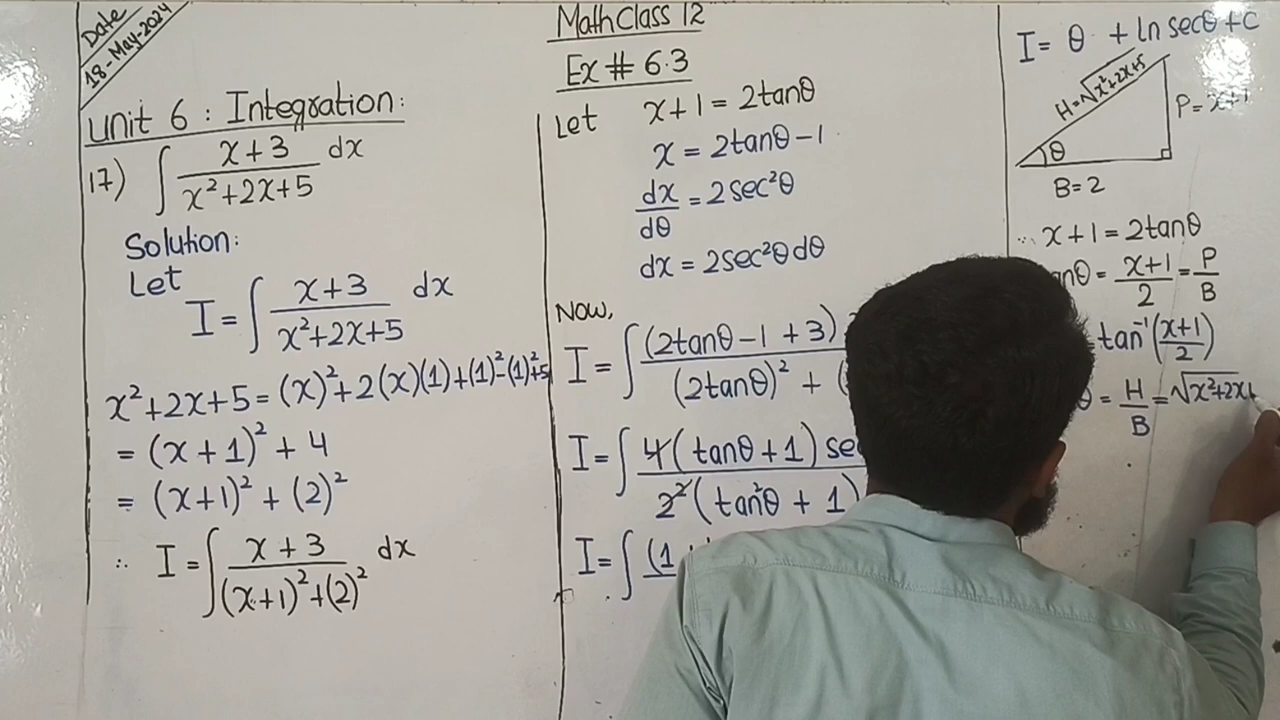 Date
18-May-2024
Math Class 12
Ex # 6.3
Unit 6 : Integration:
17) ∫ x+3 / x²+2x+5 dx
Solution:
Let
I = ∫ x+3 / x²+2x+5 dx
x²+2x+5 = (x)²+2(x)(1)+(1)²-(1)²+5
= (x+1)² + 4
= (x+1)² + (2)²
∴ I = ∫ x+3 / (x+1)²+(2)² dx
Let x+1 = 2tanθ
x = 2tanθ-1
dx/dθ = 2sec²θ
dx = 2sec²θdθ
Now,
I = ∫ (2tanθ-1+3) / (2tanθ)² +
I = ∫ 4(tanθ+1) / 2²(tan²θ + 1)
I = ∫ (1
I = θ + ln secθ + c
H=√x²+2x+5
P = x+1
θ
B = 2
∵ x+1 = 2tanθ
θ = x+1 / 2 = P/B
tan⁻¹(x+1 / 2)
θ = H/B = √x²+2x